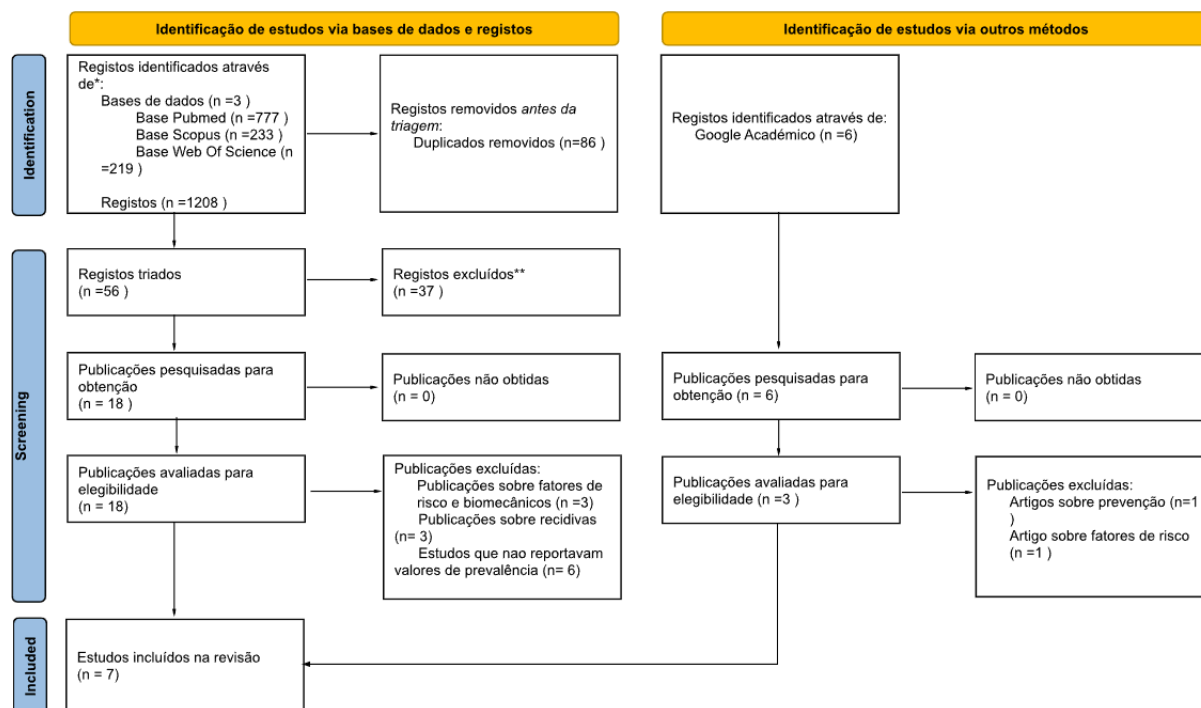 Identificação de estudos via bases de dados e registos
Identificação de estudos via outros métodos
Identification
Registos identificados através
de*:
Bases de dados (n =3 )
Base Pubmed (n =777 )
Base Scopus (n =233 )
Base Web Of Science (n
=219 )
Registos (n =1208 )
Registos removidos antes da
triagem:
Duplicados removidos (n=86 )
Registos identificados através de:
Google Académico (n =6)
Screening
Registos triados
(n =56 )
Registos excluídos**
(n =37 )
Publicações pesquisadas para
obtenção
(n = 18 )
Publicações não obtidas
(n = 0)
Publicações pesquisadas para
obtenção (n = 6)
Publicações não obtidas
(n = 0)
Publicações avaliadas para
elegibilidade
(n = 18)
Publicações excluídas:
Publicações sobre fatores de
risco e biomecânicos (n =3)
Publicações sobre recidivas
(n= 3)
Estudos que nao reportavam
valores de prevalência (n= 6)
Publicações avaliadas para
elegibilidade (n =3 )
Publicações excluídas:
Artigos sobre prevenção (n=1
)
Artigo sobre fatores de risco
(n =1 )
Included
Estudos incluídos na revisão
(n = 7)